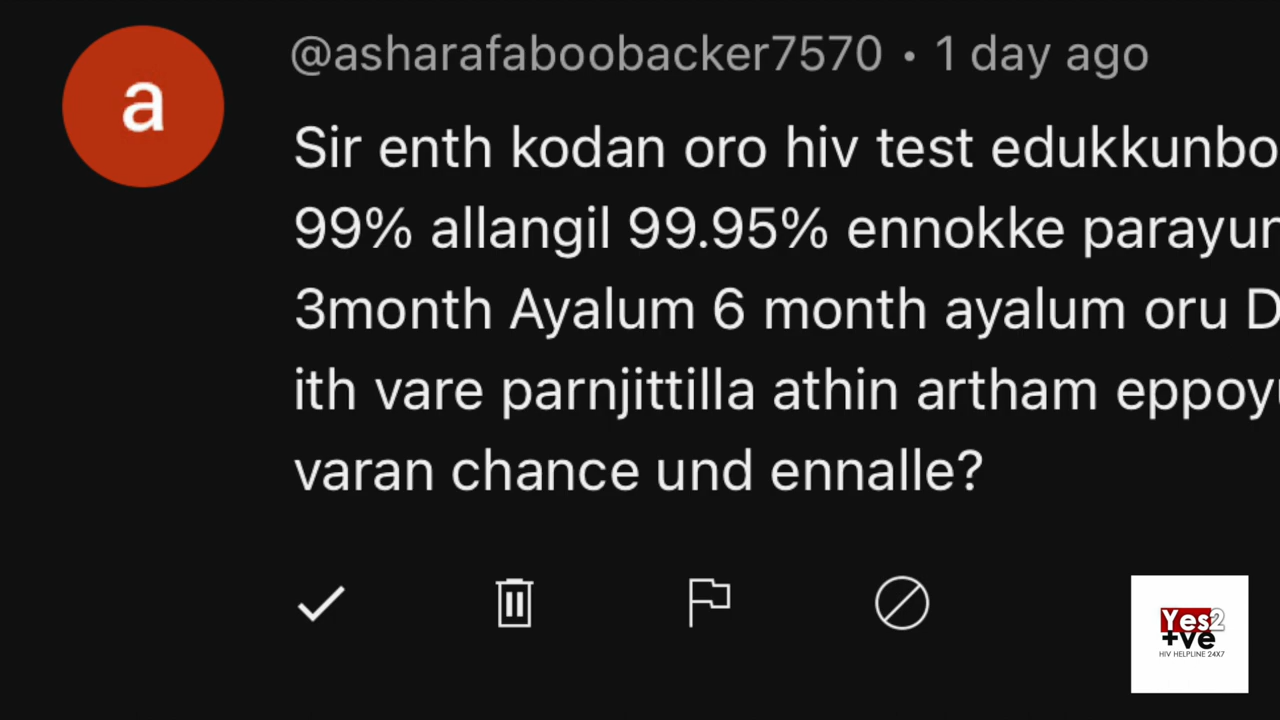 a
@asharafaboobacker7570 • 1 day ago
Sir enth kodan oro hiv test edukkunbo
99% allangil 99.95% ennokke parayun
3month Ayalum 6 month ayalum oru D
ith vare parnjittilla athin artham eppoyu
varan chance und ennalle?
Yes2
+ve
HIV HELPLINE 24X7